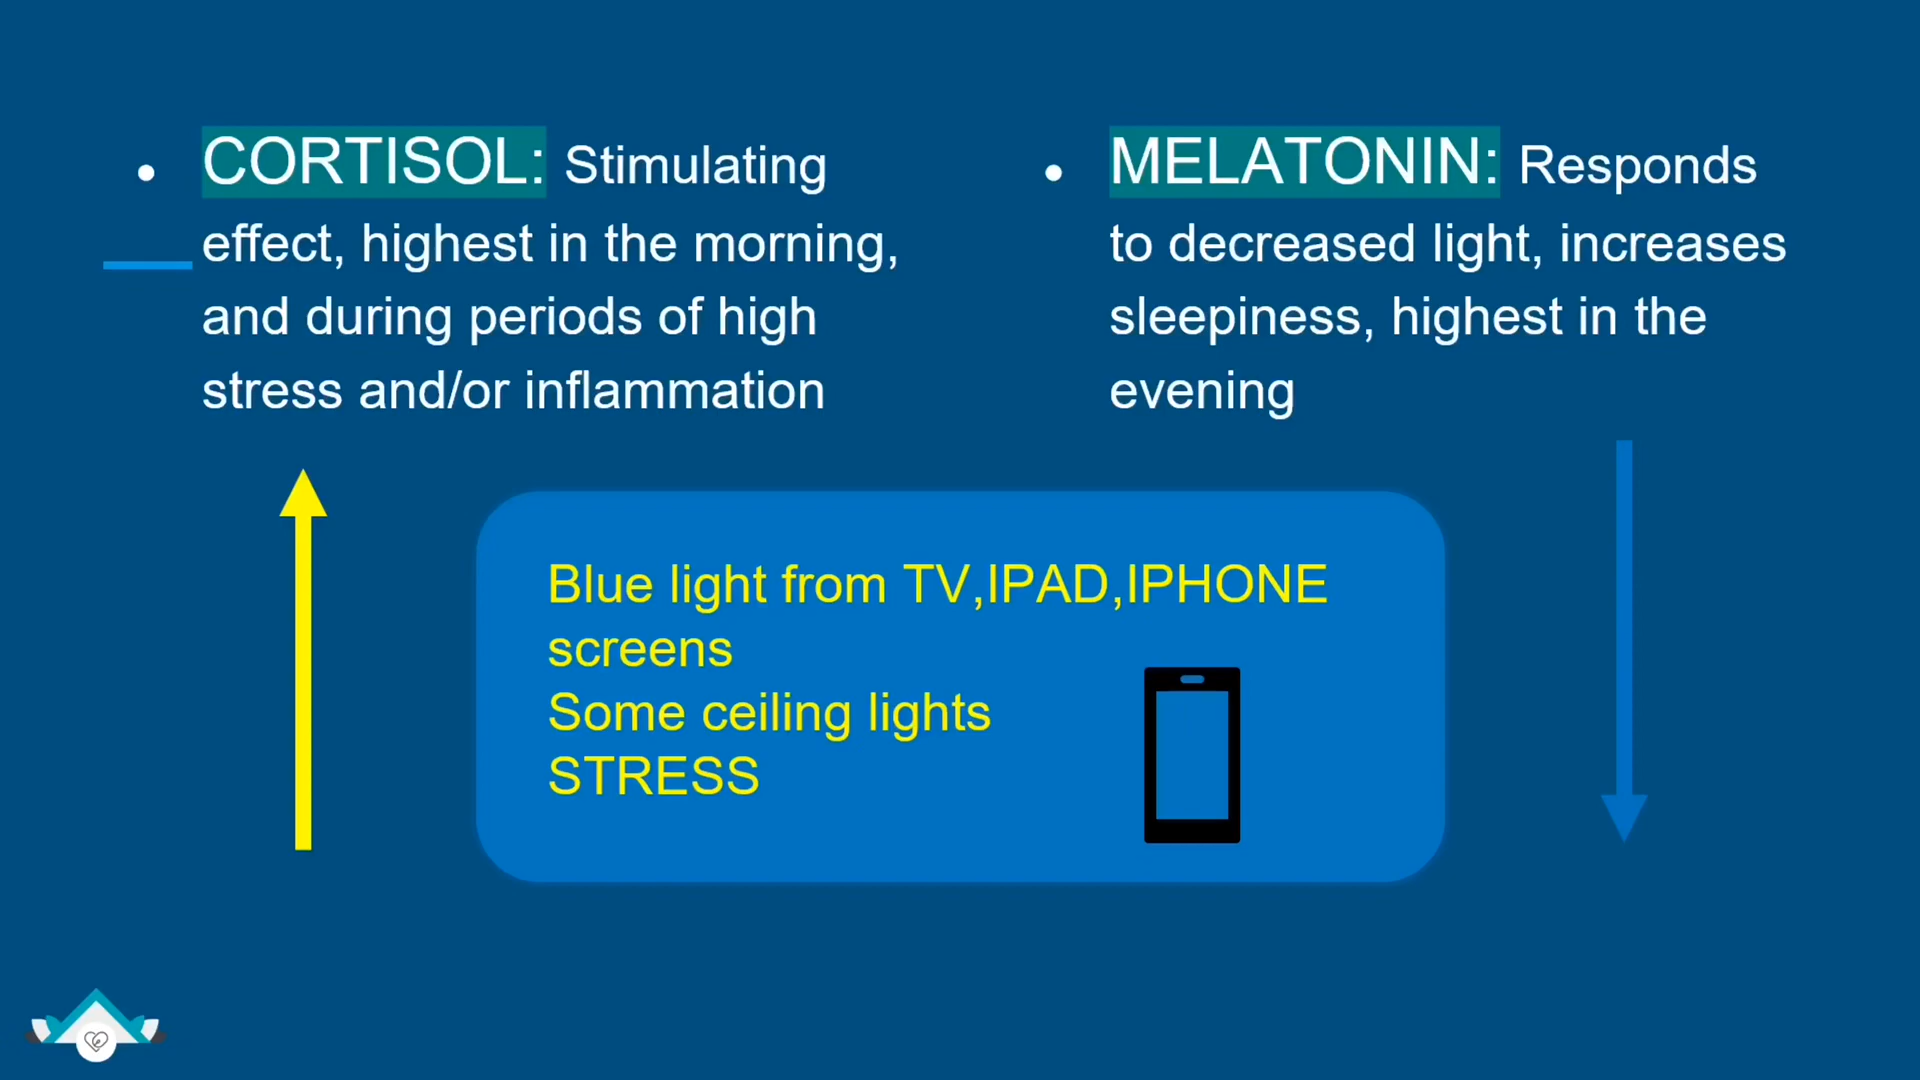 • CORTISOL: Stimulating
effect, highest in the morning,
and during periods of high
stress and/or inflammation
• MELATONIN: Responds
to decreased light, increases
sleepiness, highest in the
evening
Blue light from TV,IPAD,IPHONE
screens
Some ceiling lights
STRESS